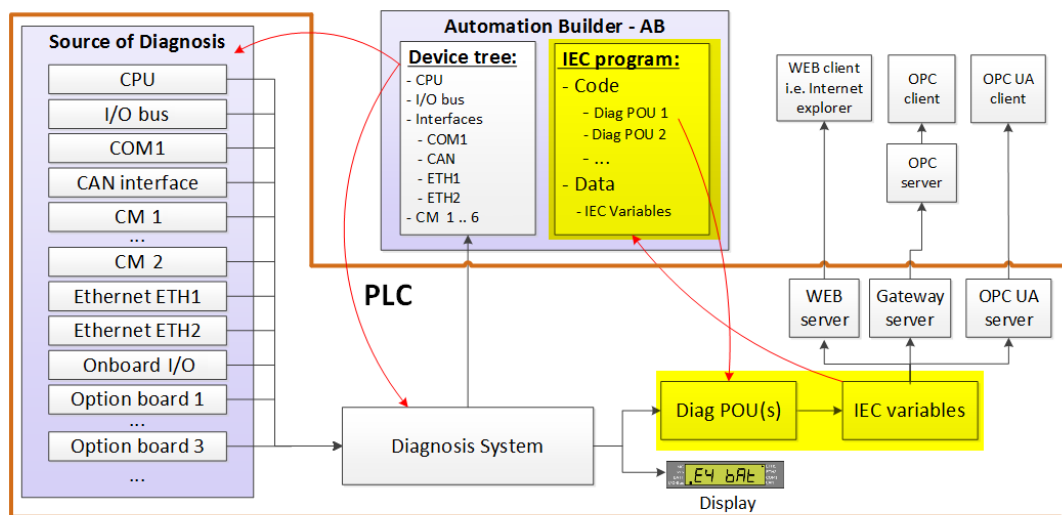 Source of Diagnosis
CPU
I/O bus
COM1
CAN interface
CM 1
...
CM 2
Ethernet ETH1
Ethernet ETH2
Onboard I/O
Option board 1
...
Option board 3
...
Automation Builder - AB
Device tree:
- CPU
- I/O bus
- Interfaces
- COM1
- CAN
- ETH1
- ETH2
- CM 1 .. 6
IEC program:
- Code
- Diag POU 1
- Diag POU 2
- ...
- Data
- IEC Variables
WEB client
i.e. Internet
explorer
OPC
client
OPC UA
client
OPC
server
PLC
WEB
server
Gateway
server
OPC UA
server
Diagnosis System
Diag POU(s)
IEC variables
.E4 bAt
Display